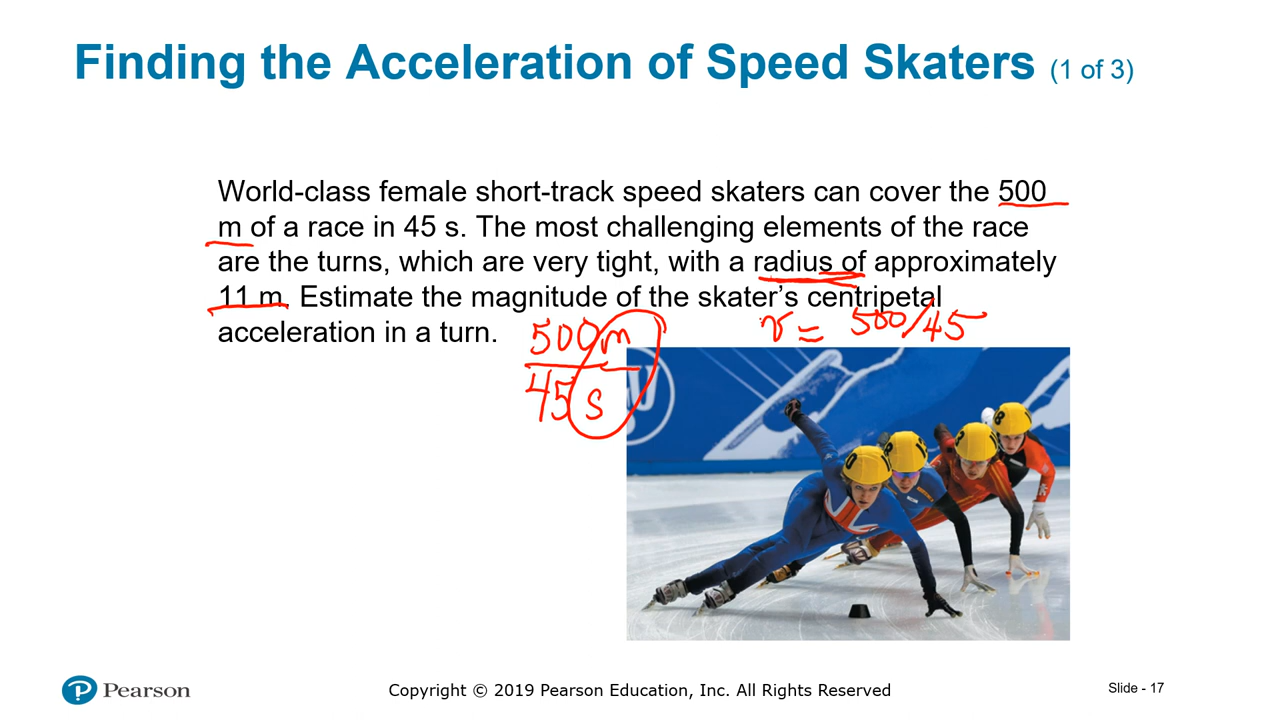 Finding the Acceleration of Speed Skaters (1 of 3)
World-class female short-track speed skaters can cover the 500
m of a race in 45 s. The most challenging elements of the race
are the turns, which are very tight, with a radius of approximately
11 m. Estimate the magnitude of the skater’s centripetal
acceleration in a turn.
500m
45 s
v = 500/45
Pearson
Copyright © 2019 Pearson Education, Inc. All Rights Reserved
Slide - 17